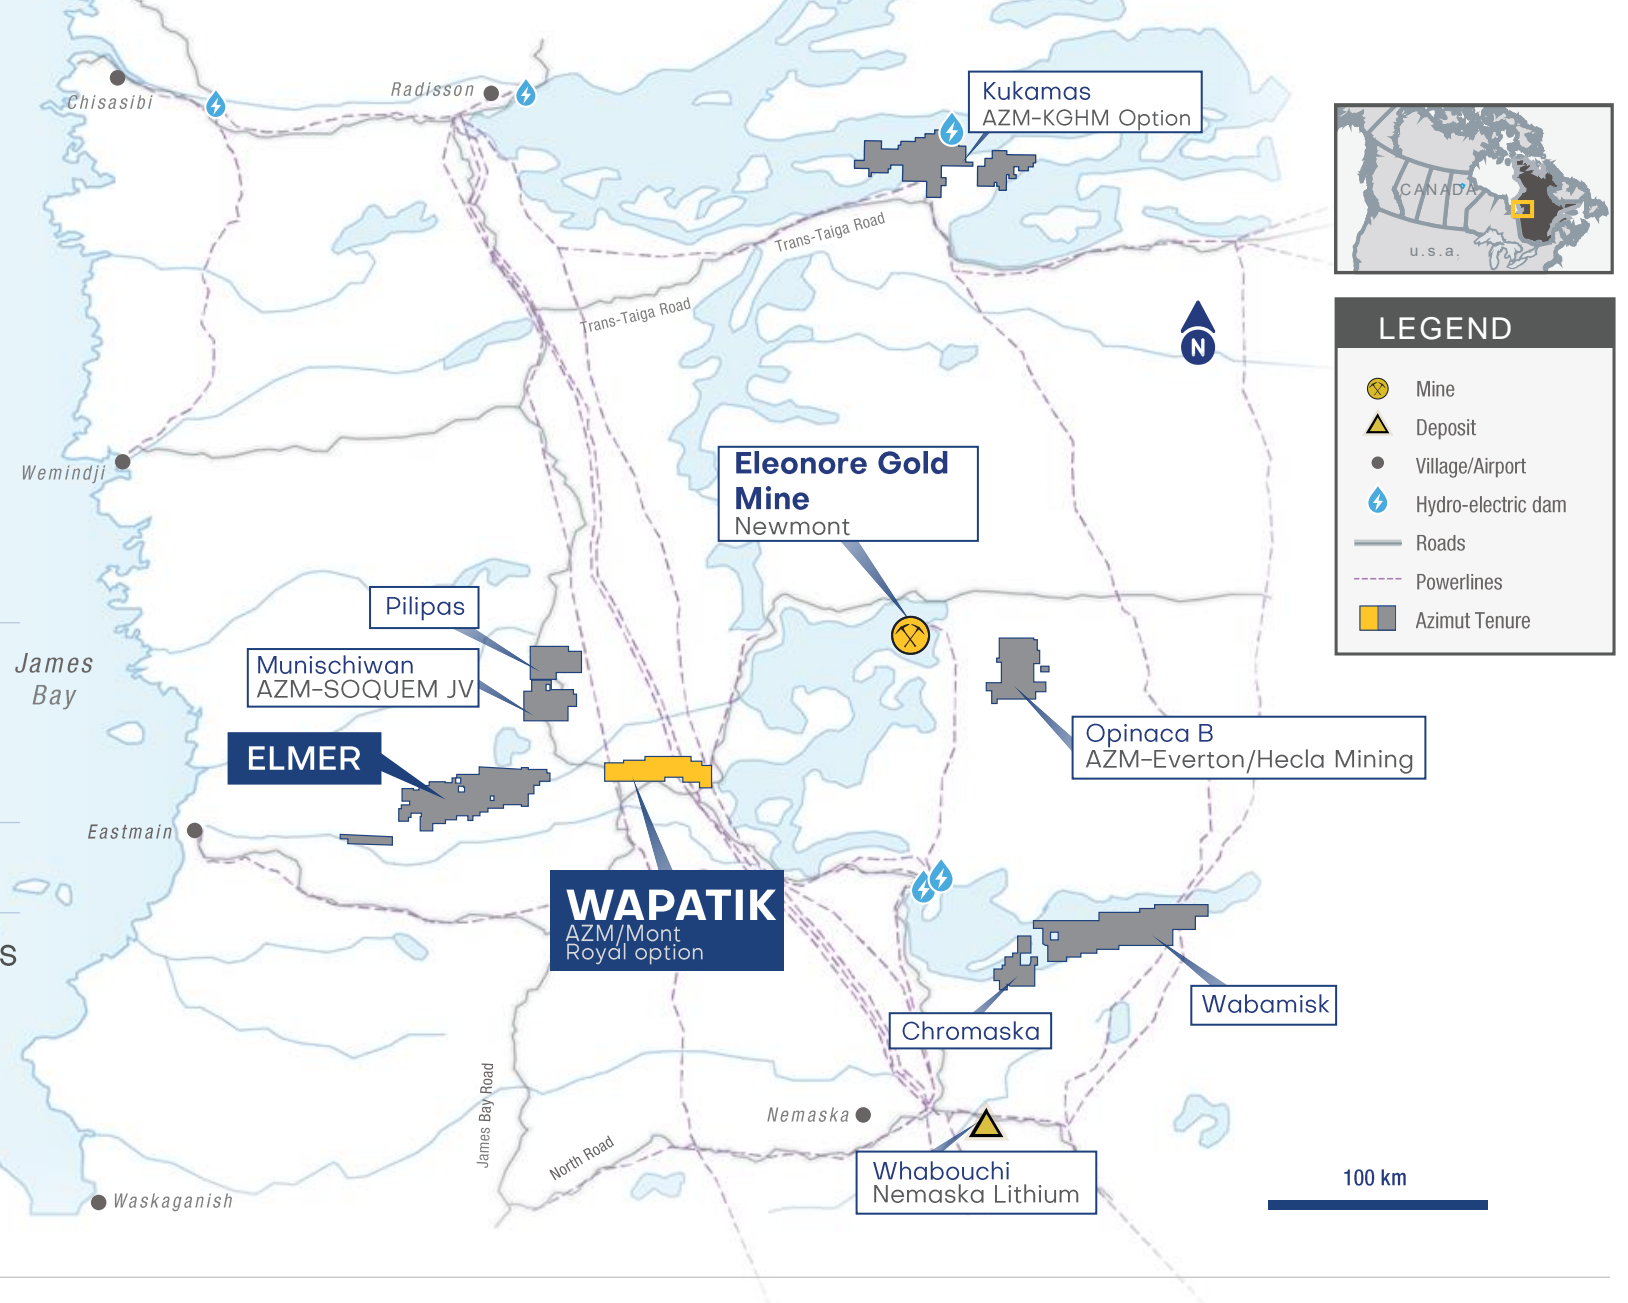 Chisasibi
Radisson
Kukamas
AZM-KGHM Option
Trans-Taiga Road
Trans-Taiga Road
CANADA
u.s.a.
N
LEGEND
Mine
Deposit
Village/Airport
Hydro-electric dam
Roads
Powerlines
Azimut Tenure
Wemindji
Eleonore Gold
Mine
Newmont
Pilipas
Munischiwan
AZM-SOQUEM JV
James
Bay
ELMER
Opinaca B
AZM-Everton/Hecla Mining
Eastmain
WAPATIK
AZM/Mont
Royal option
S
Wabamisk
Chromaska
James Bay Road
Nemaska
North Road
Whabouchi
Nemaska Lithium
100 km
Waskaganish